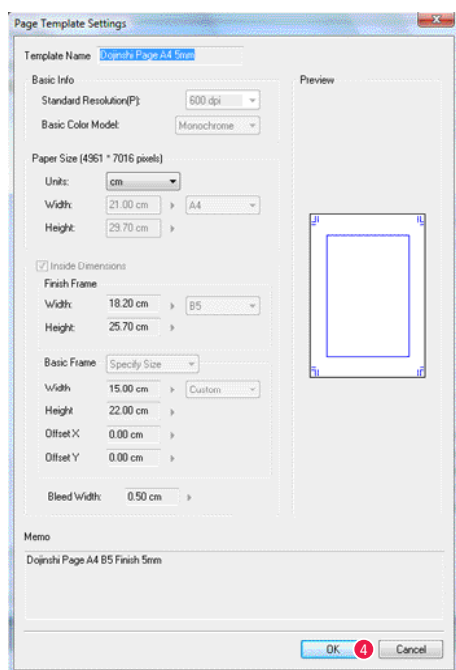 Page Template Settings
Template Name Dojinshi Page A4 5mm
Basic Info
Preview
Standard Resolution(P): 600 dpi
Basic Color Model: Monochrome
Paper Size (4961 * 7016 pixels)
Units: cm
Width: 21.00 cm A4
Height: 29.70 cm
Inside Dimensions
Finish Frame
Width: 18.20 cm B5
Height: 25.70 cm
Basic Frame Specify Size
Width 15.00 cm Custom
Height 22.00 cm
Offset X 0.00 cm
Offset Y 0.00 cm
Bleed Width: 0.50 cm
Memo
Dojinshi Page A4 B5 Finish 5mm
OK 4 Cancel